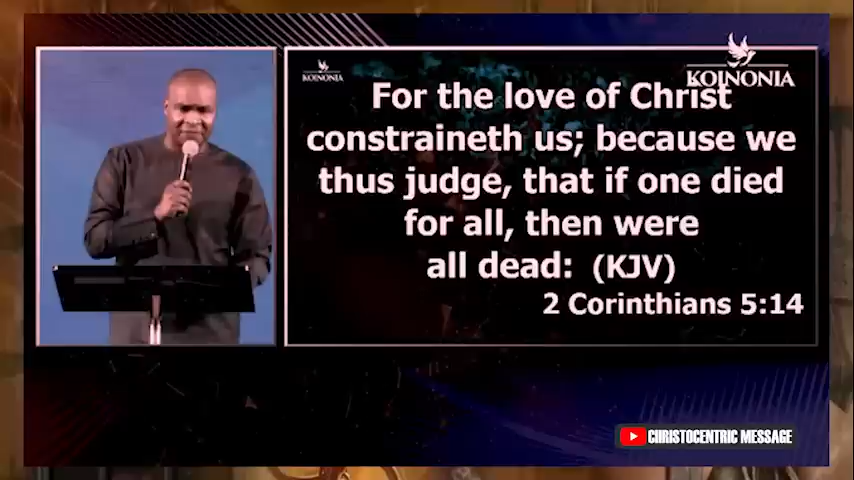 KOINONIA
KOINONIA
For the love of Christ
constraineth us; because we
thus judge, that if one died
for all, then were
all dead: (KJV)
2 Corinthians 5:14
CHRISTOCENTRIC MESSAGE